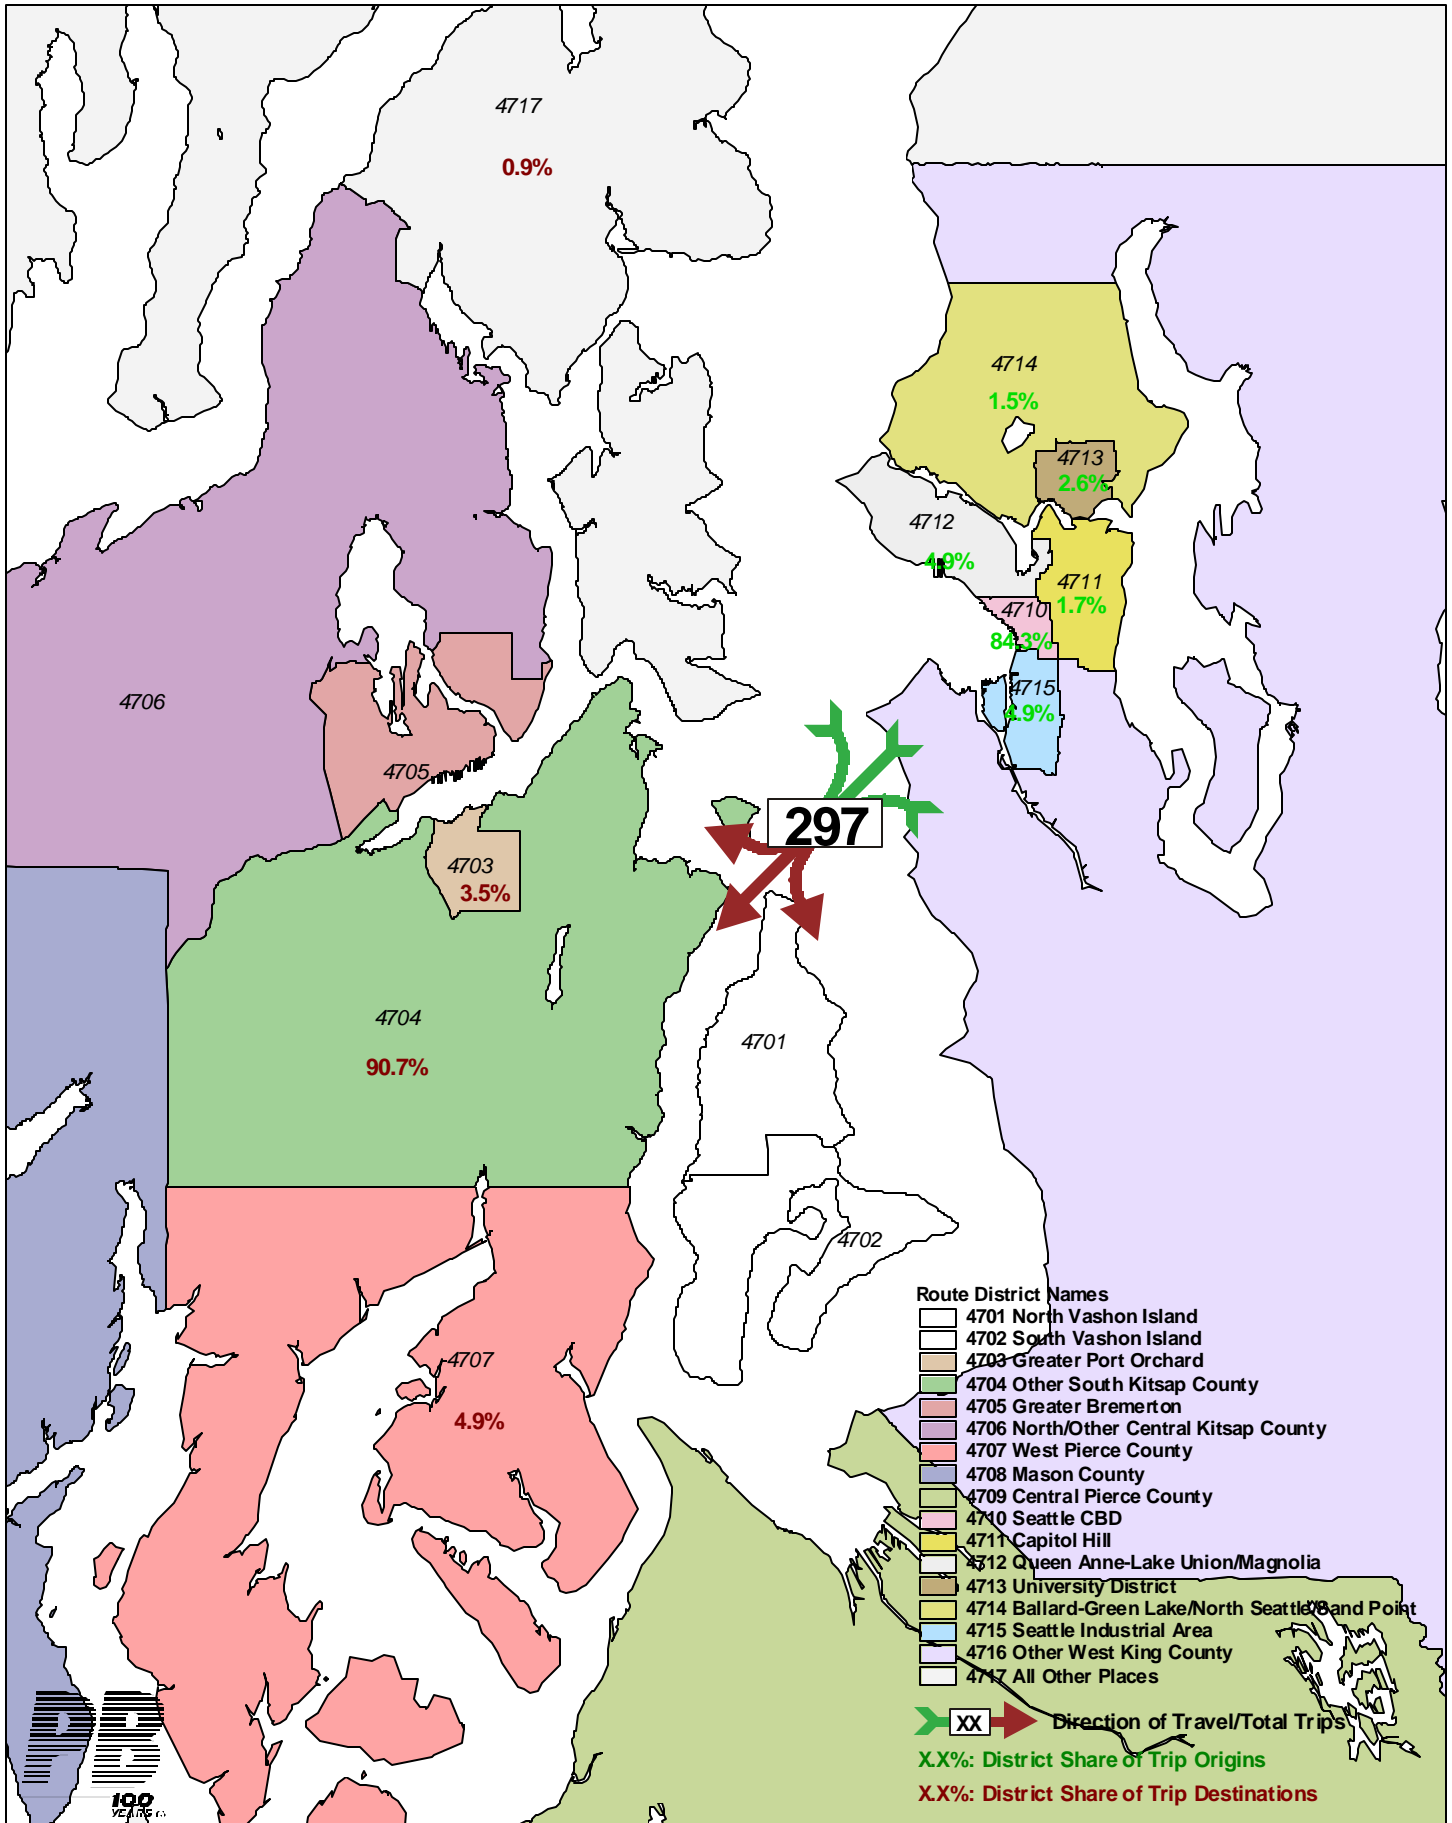 4717
0.9%
4714
1.5%
4713
2.6%
4712
4.9%
4711
1.7%
4710
84.3%
4715
4.9%
4706
4705
297
4703
3.5%
4704
90.7%
4701
4702
4707
4.9%
Route District Names
4701 North Vashon Island
4702 South Vashon Island
4703 Greater Port Orchard
4704 Other South Kitsap County
4705 Greater Bremerton
4706 North/Other Central Kitsap County
4707 West Pierce County
4708 Mason County
4709 Central Pierce County
4710 Seattle CBD
4711 Capitol Hill
4712 Queen Anne-Lake Union/Magnolia
4713 University District
4714 Ballard-Green Lake/North Seattle/Sand Point
4715 Seattle Industrial Area
4716 Other West King County
4717 All Other Places
XX Direction of Travel/Total Trips
X.X%: District Share of Trip Origins
X.X%: District Share of Trip Destinations
PB
100
YEARS